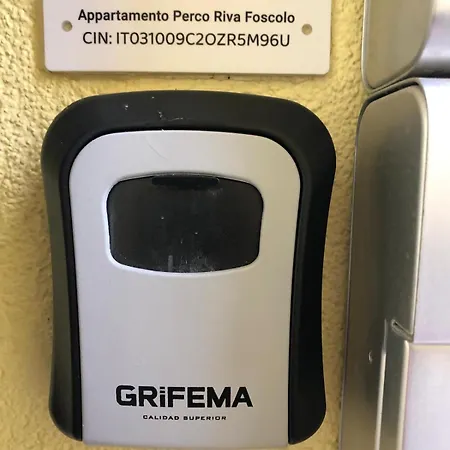 Appartamento Perco Riva Foscolo
CIN: IT031009C2OZR5M96U
GRiFEMA
CALIDAD SUPERIOR